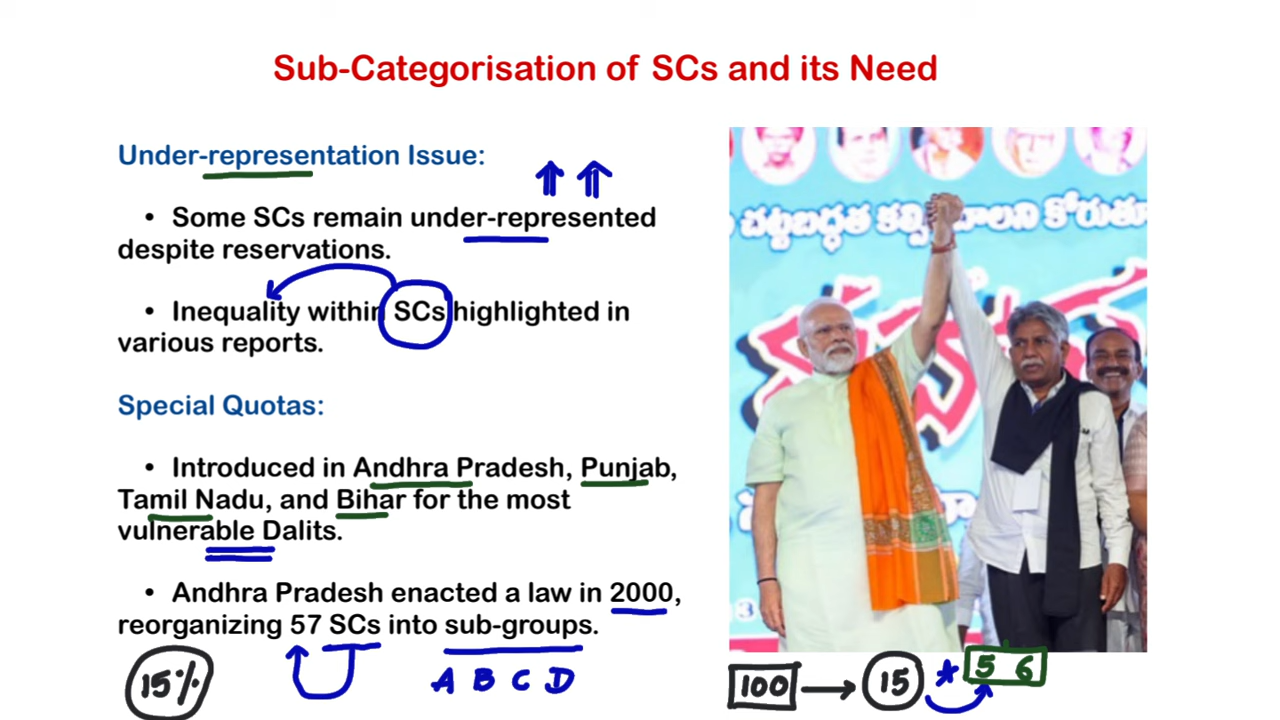 Sub-Categorisation of SCs and its Need
Under-representation Issue:
• Some SCs remain under-represented
despite reservations.
• Inequality within SCs highlighted in
various reports.
Special Quotas:
• Introduced in Andhra Pradesh, Punjab,
Tamil Nadu, and Bihar for the most
vulnerable Dalits.
• Andhra Pradesh enacted a law in 2000,
reorganizing 57 SCs into sub-groups.
15%
A B C D
చట్టబద్ధత
కోరుతూ
100 → 15 * 5 6